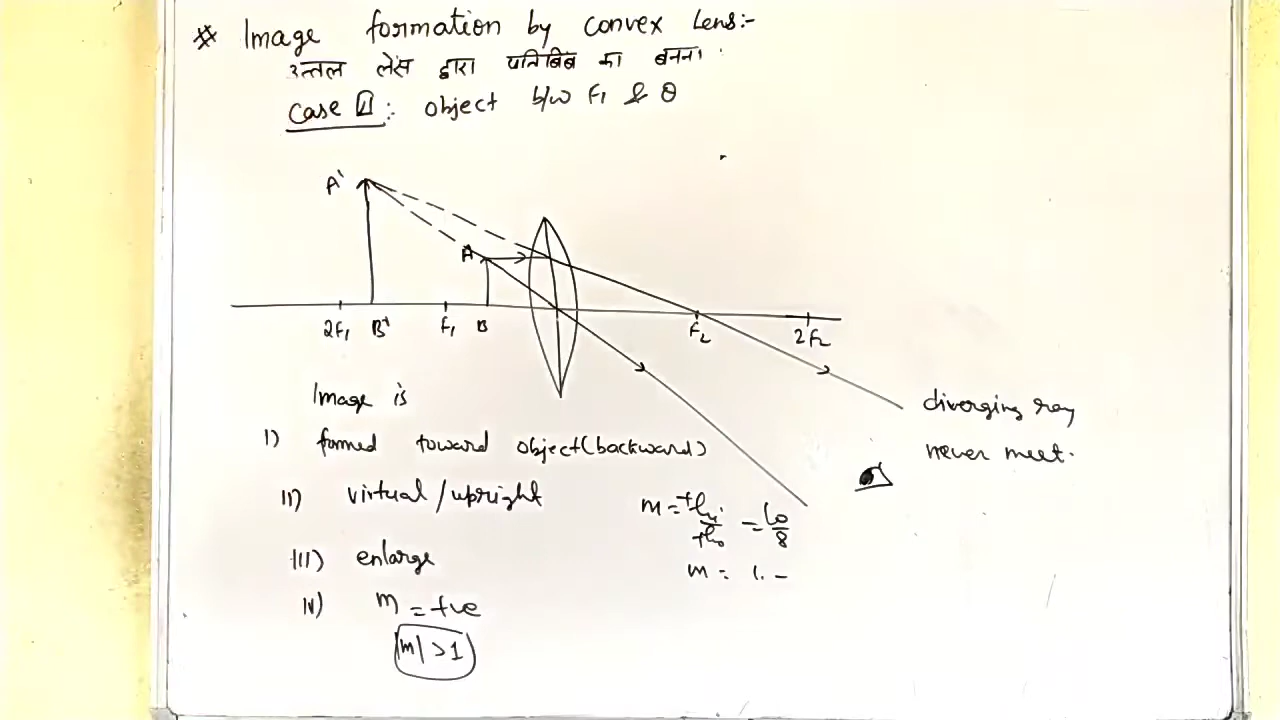 * Image formation by convex Lens:-
उत्तल लेंस द्वारा प्रतिबिंब का बनना
Case I: object b/w F₁ & O
A'
A
2F₁ B' F₁ B F₂ 2F₂
Image is
diverging ray
never meet.
I) formed toward object (backward)
II) virtual/upright
m = +hᵢ/+hₒ = 10/8
m = 1. -
III) enlarge
IV) m = +ve
|m| > 1